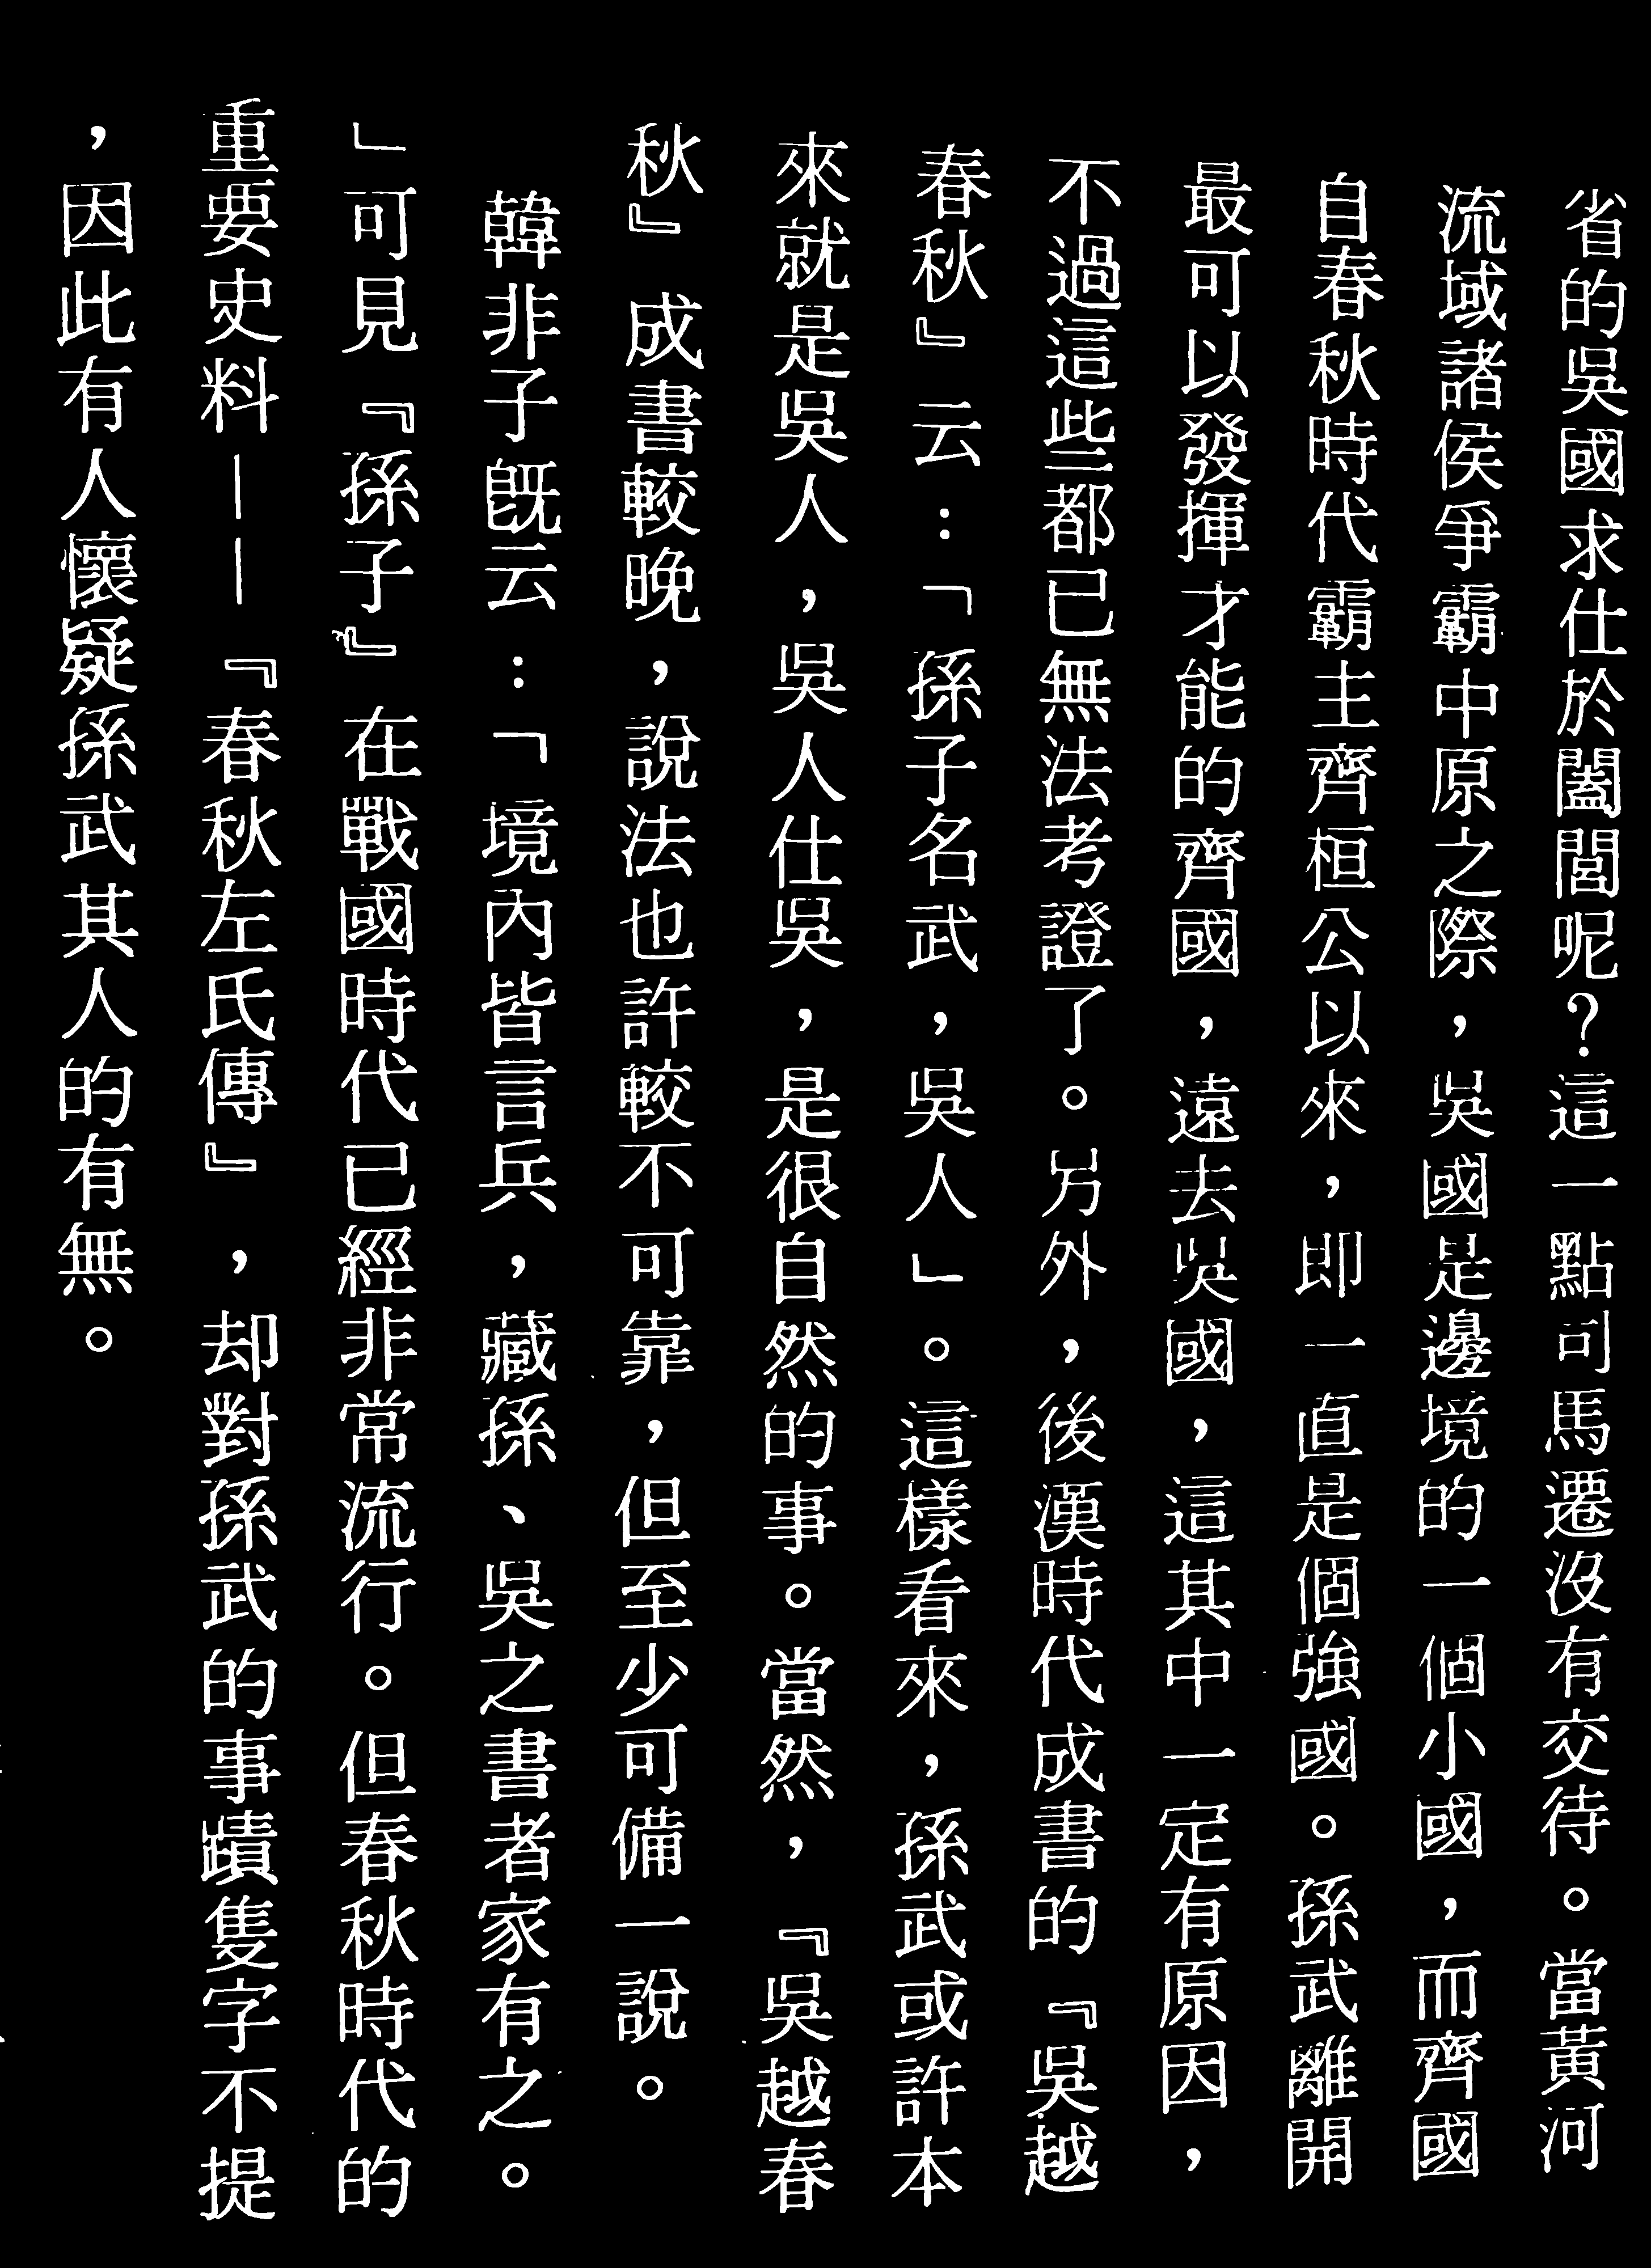 省的吳國求仕於闔閭呢？這一點司馬遷沒有交待。當黃河
流域諸侯爭霸中原之際，吳國是邊境的一個小國，而齊國
自春秋時代霸主齊桓公以來，即一直是個強國。孫武離開
最可以發揮才能的齊國，遠去吳國，這其中一定有原因，
不過這些都已無法考證了。另外，後漢時代成書的『吳越
春秋』云：「孫子名武，吳人」。這樣看來，孫武或許本
來就是吳人，吳人仕吳，是很自然的事。當然，『吳越春
秋』成書較晚，說法也許較不可靠，但至少可備一說。
韓非子既云：「境內皆言兵，藏孫、吳之書者家有之。
」可見『孫子』在戰國時代已經非常流行。但春秋時代的
重要史料——『春秋左氏傳』，却對孫武的事蹟隻字不提
，因此有人懷疑孫武其人的有無。